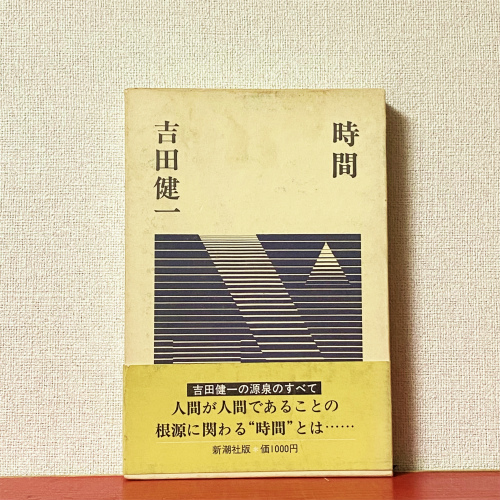 時間
吉田健一
吉田健一の源泉のすべて
人間が人間であることの
根源に関わる“時間”とは……
新潮社版 価1000円